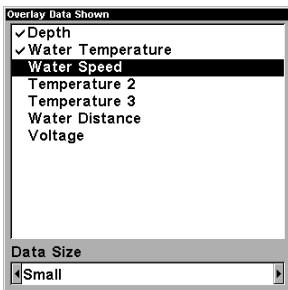 Overlay Data Shown
✓Depth
✓Water Temperature
Water Speed
Temperature 2
Temperature 3
Water Distance
Voltage
Data Size
Small